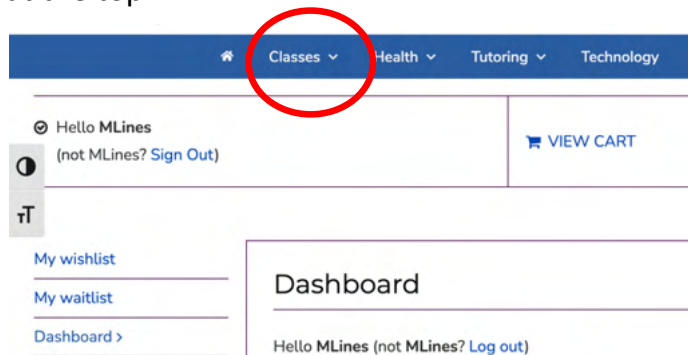 Classes Health Tutoring Technology
Hello MLines
(not MLines? Sign Out)
VIEW CART
TT
My wishlist
My waitlist
Dashboard >
Dashboard
Hello MLines (not MLines? Log out)